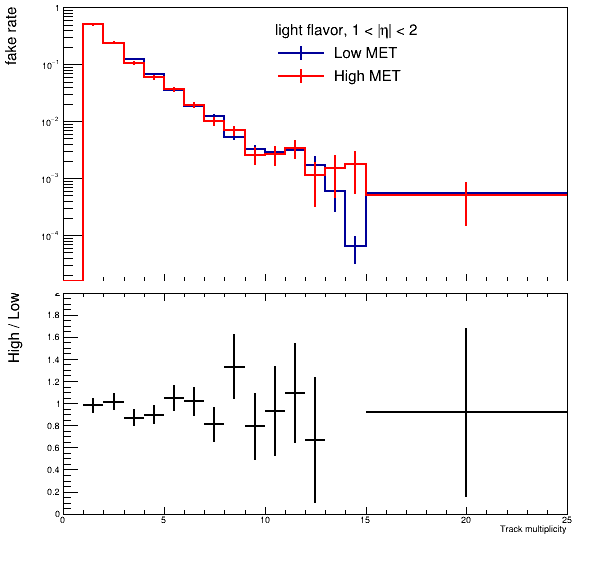 fake rate
light flavor, 1 < |η| < 2
Low MET
High MET
1
10⁻¹
10⁻²
10⁻³
10⁻⁴
High / Low
2
1.8
1.6
1.4
1.2
1
0.8
0.6
0.4
0.2
0
0 5 10 15 20 25
Track multiplicity